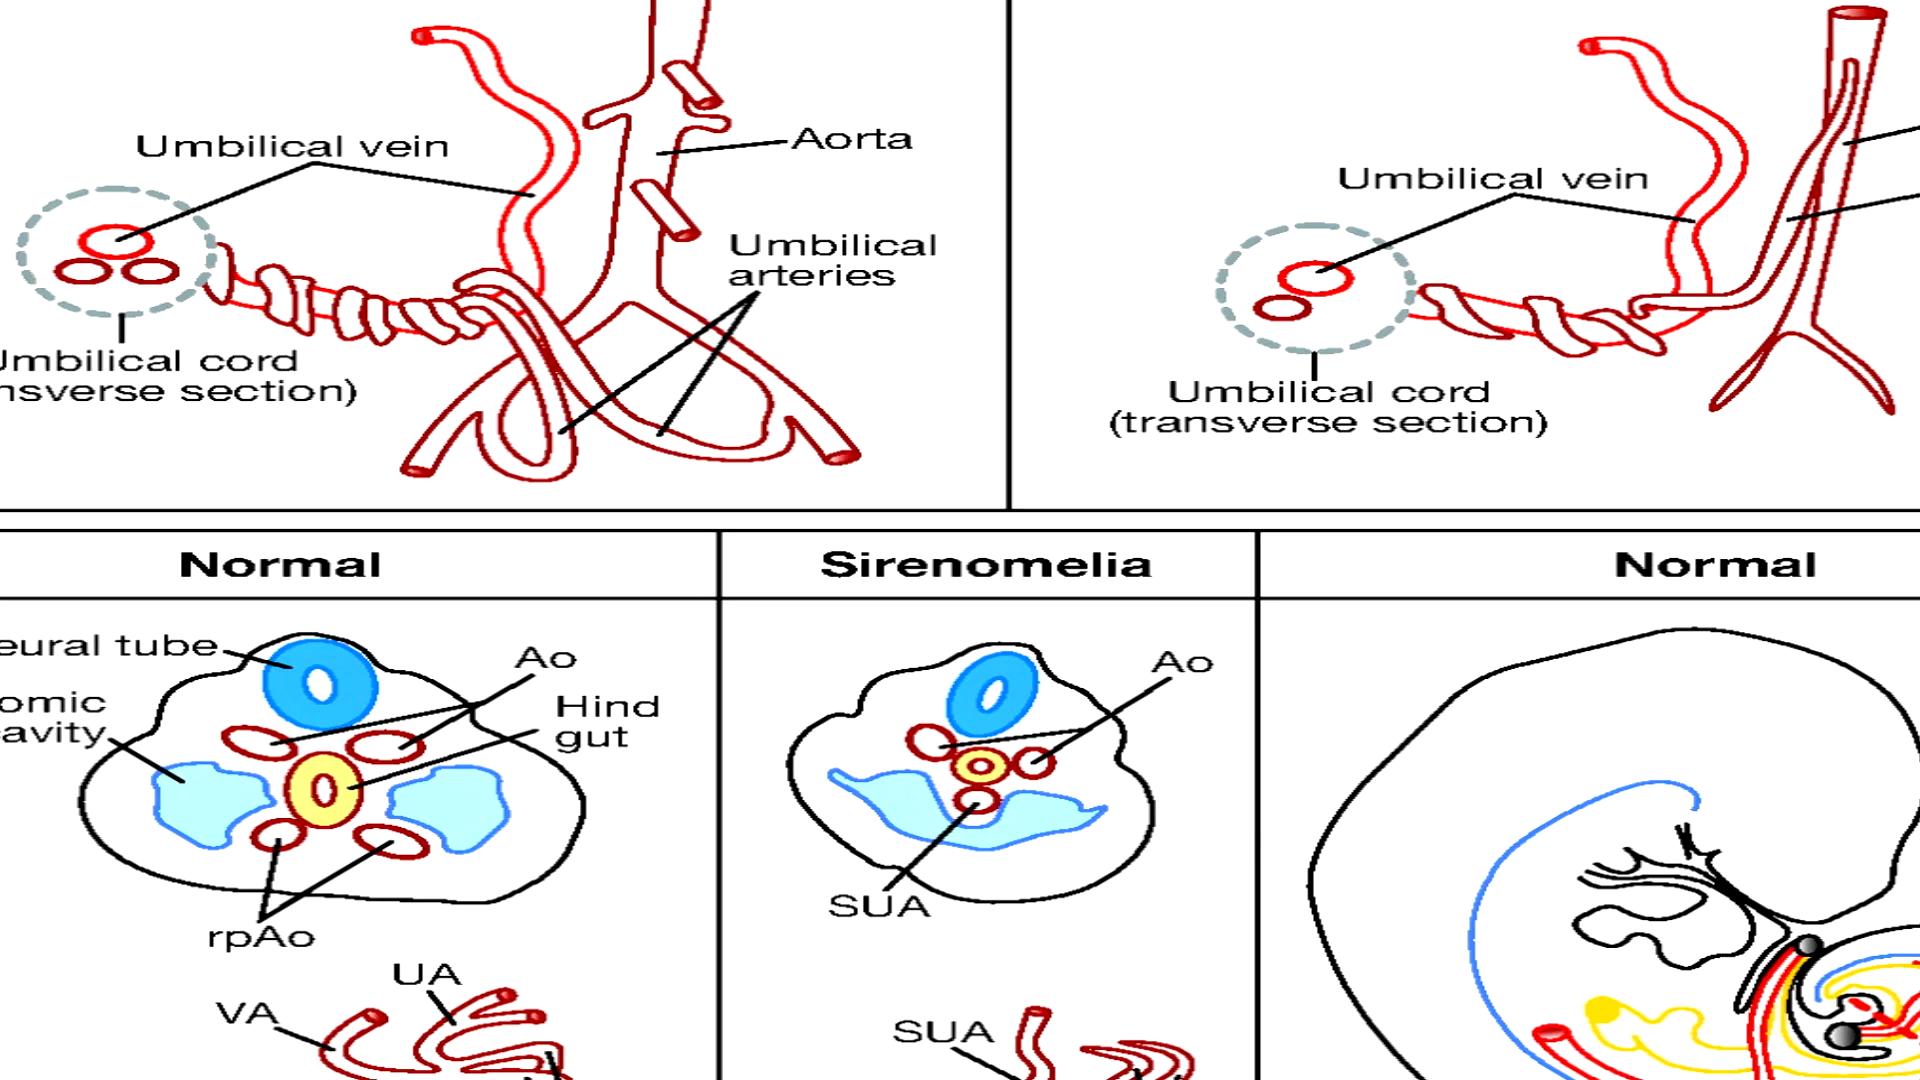 Umbilical vein
Aorta
Umbilical
arteries
Umbilical cord
nsverse section)
Umbilical vein
Umbilical cord
(transverse section)
Normal
Sirenomelia
Normal
eural tube
Ao
omic
avity
Hind
gut
rpAo
UA
VA
Ao
SUA
SUA